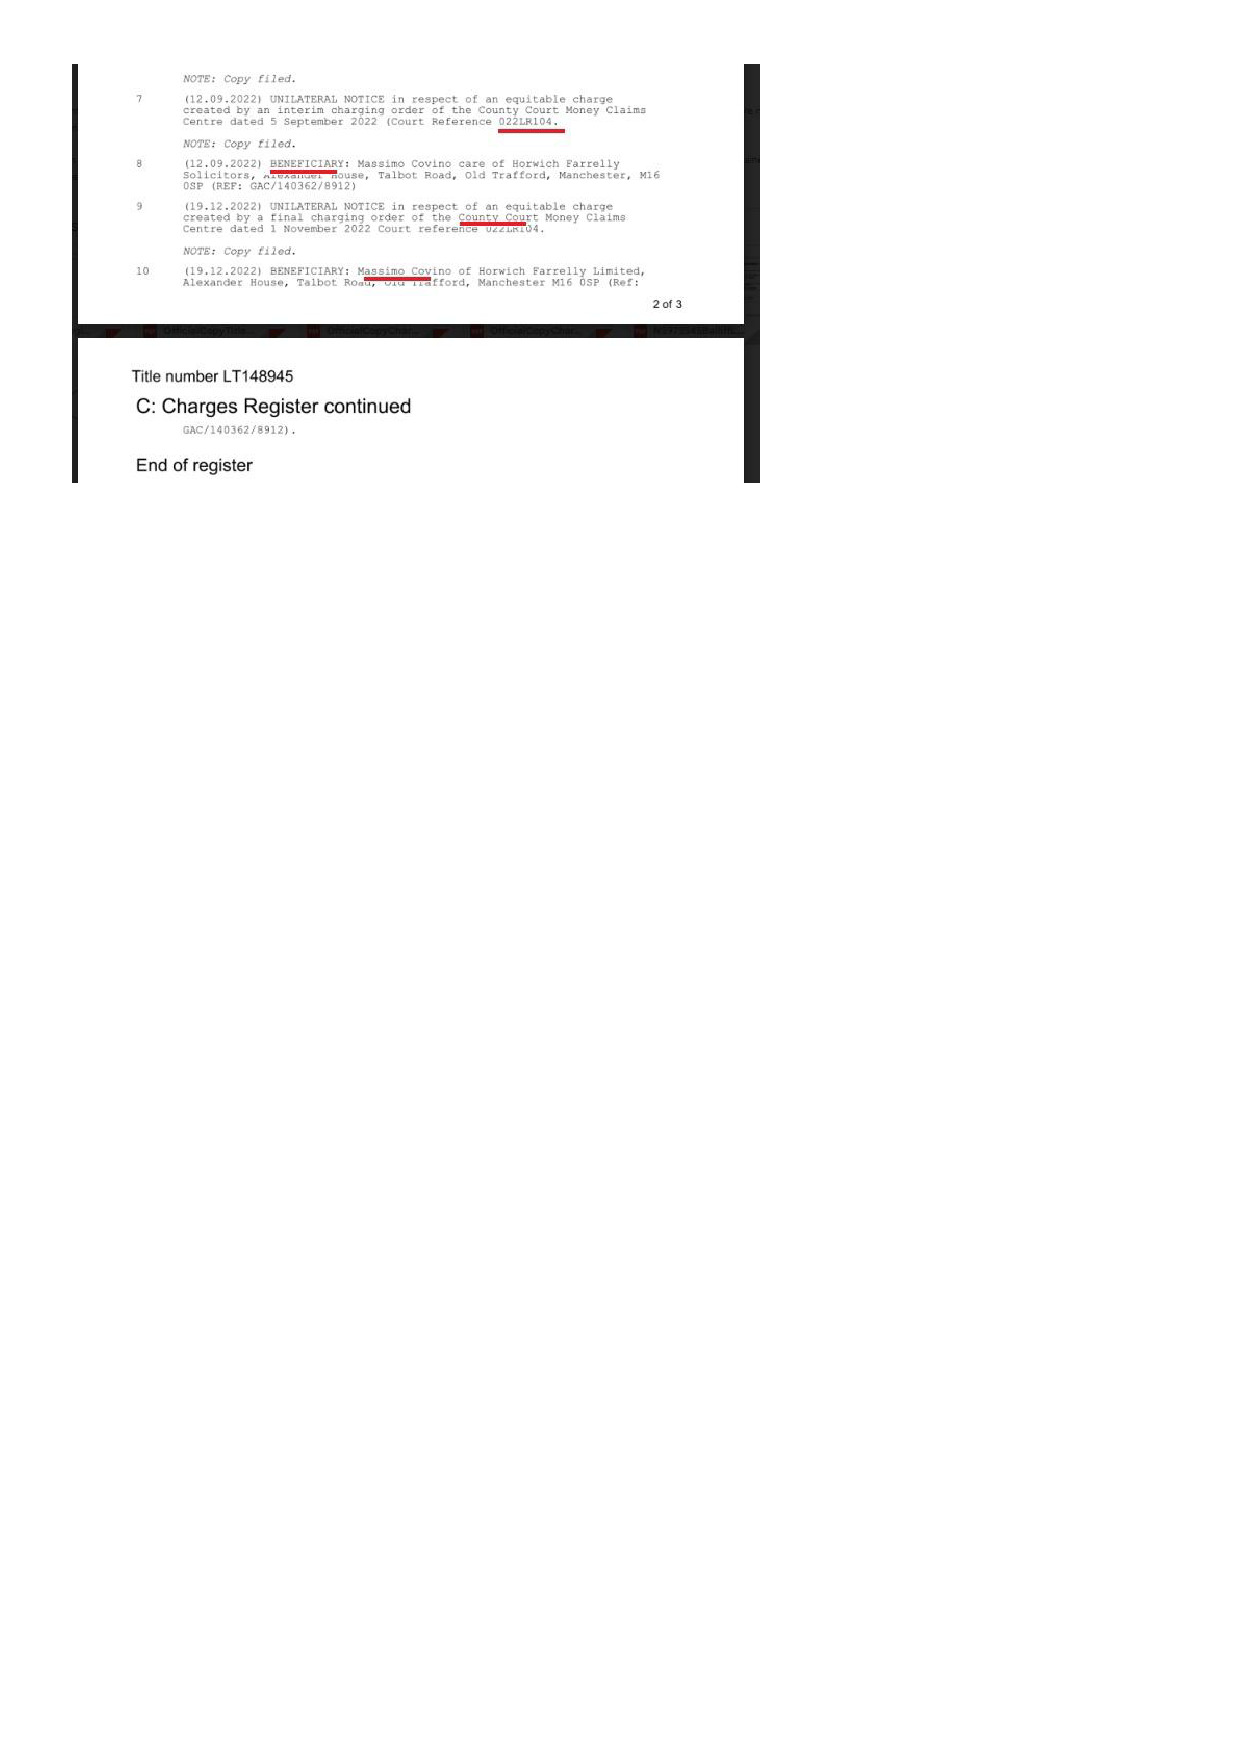 NOTE: Copy filed.
7 (12.09.2022) UNILATERAL NOTICE in respect of an equitable charge
created by an interim charging order of the County Court Money Claims
Centre dated 5 September 2022 (Court Reference 022LR104.
NOTE: Copy filed.
8 (12.09.2022) BENEFICIARY: Massimo Covino care of Horwich Farrelly
Solicitors, Alexander House, Talbot Road, Old Trafford, Manchester, M16
0SP (REF: GAC/140362/8912)
9 (19.12.2022) UNILATERAL NOTICE in respect of an equitable charge
created by a final charging order of the County Court Money Claims
Centre dated 1 November 2022 Court reference 022LR104.
NOTE: Copy filed.
10 (19.12.2022) BENEFICIARY: Massimo Covino of Horwich Farrelly Limited,
Alexander House, Talbot Road, Old Trafford, Manchester M16 0SP (Ref:
2 of 3
OfficialCopyTitle... OfficialCopyChar... OfficialCopyChar...
Title number LT148945
C: Charges Register continued
GAC/140362/8912).
End of register